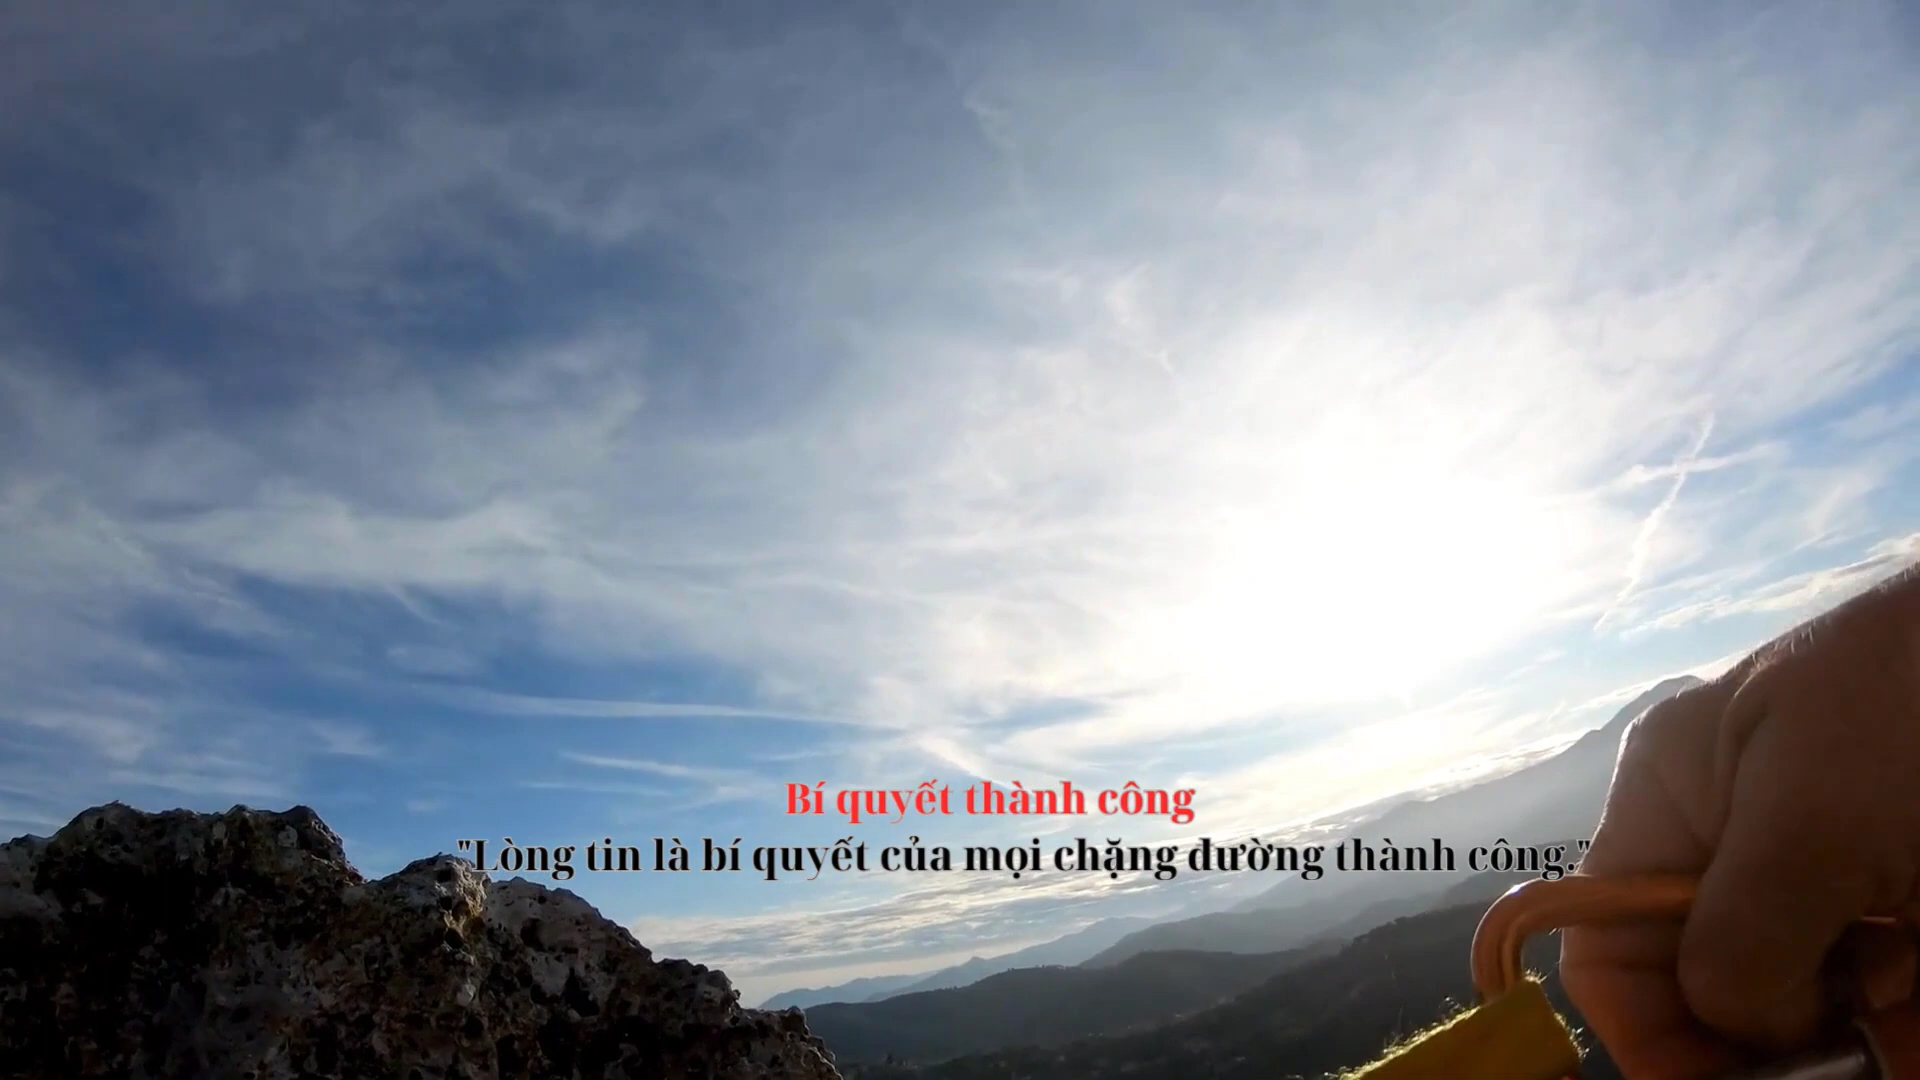 Bí quyết thành công
"Lòng tin là bí quyết của mọi chặng đường thành công."